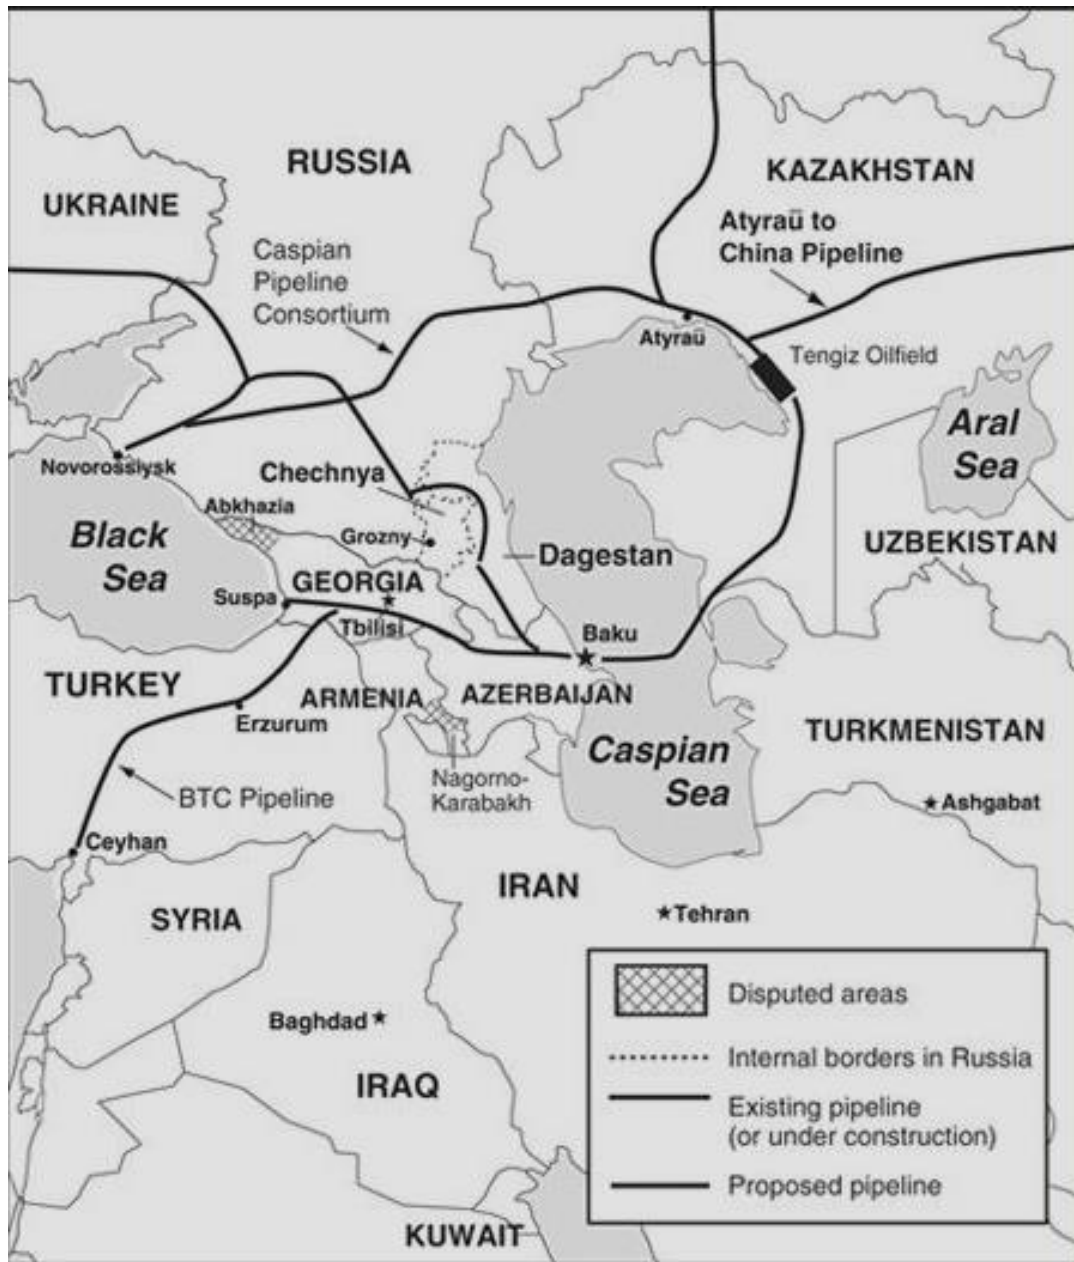 RUSSIA
KAZAKHSTAN
UKRAINE
Atyraü to
China Pipeline
Caspian
Pipeline
Consortium
Atyraü
Tengiz Oilfield
Aral
Sea
Novorossiysk
Chechnya
Abkhazia
Black
Sea
Grozny
Dagestan
UZBEKISTAN
GEORGIA
Suspa
Tbilisi
Baku
TURKEY
ARMENIA
AZERBAIJAN
Erzurum
TURKMENISTAN
Caspian
Sea
Nagorno-
Karabakh
BTC Pipeline
Ashgabat
Ceyhan
IRAN
SYRIA
Tehran
Baghdad
IRAQ
KUWAIT
Disputed areas
Internal borders in Russia
Existing pipeline
(or under construction)
Proposed pipeline